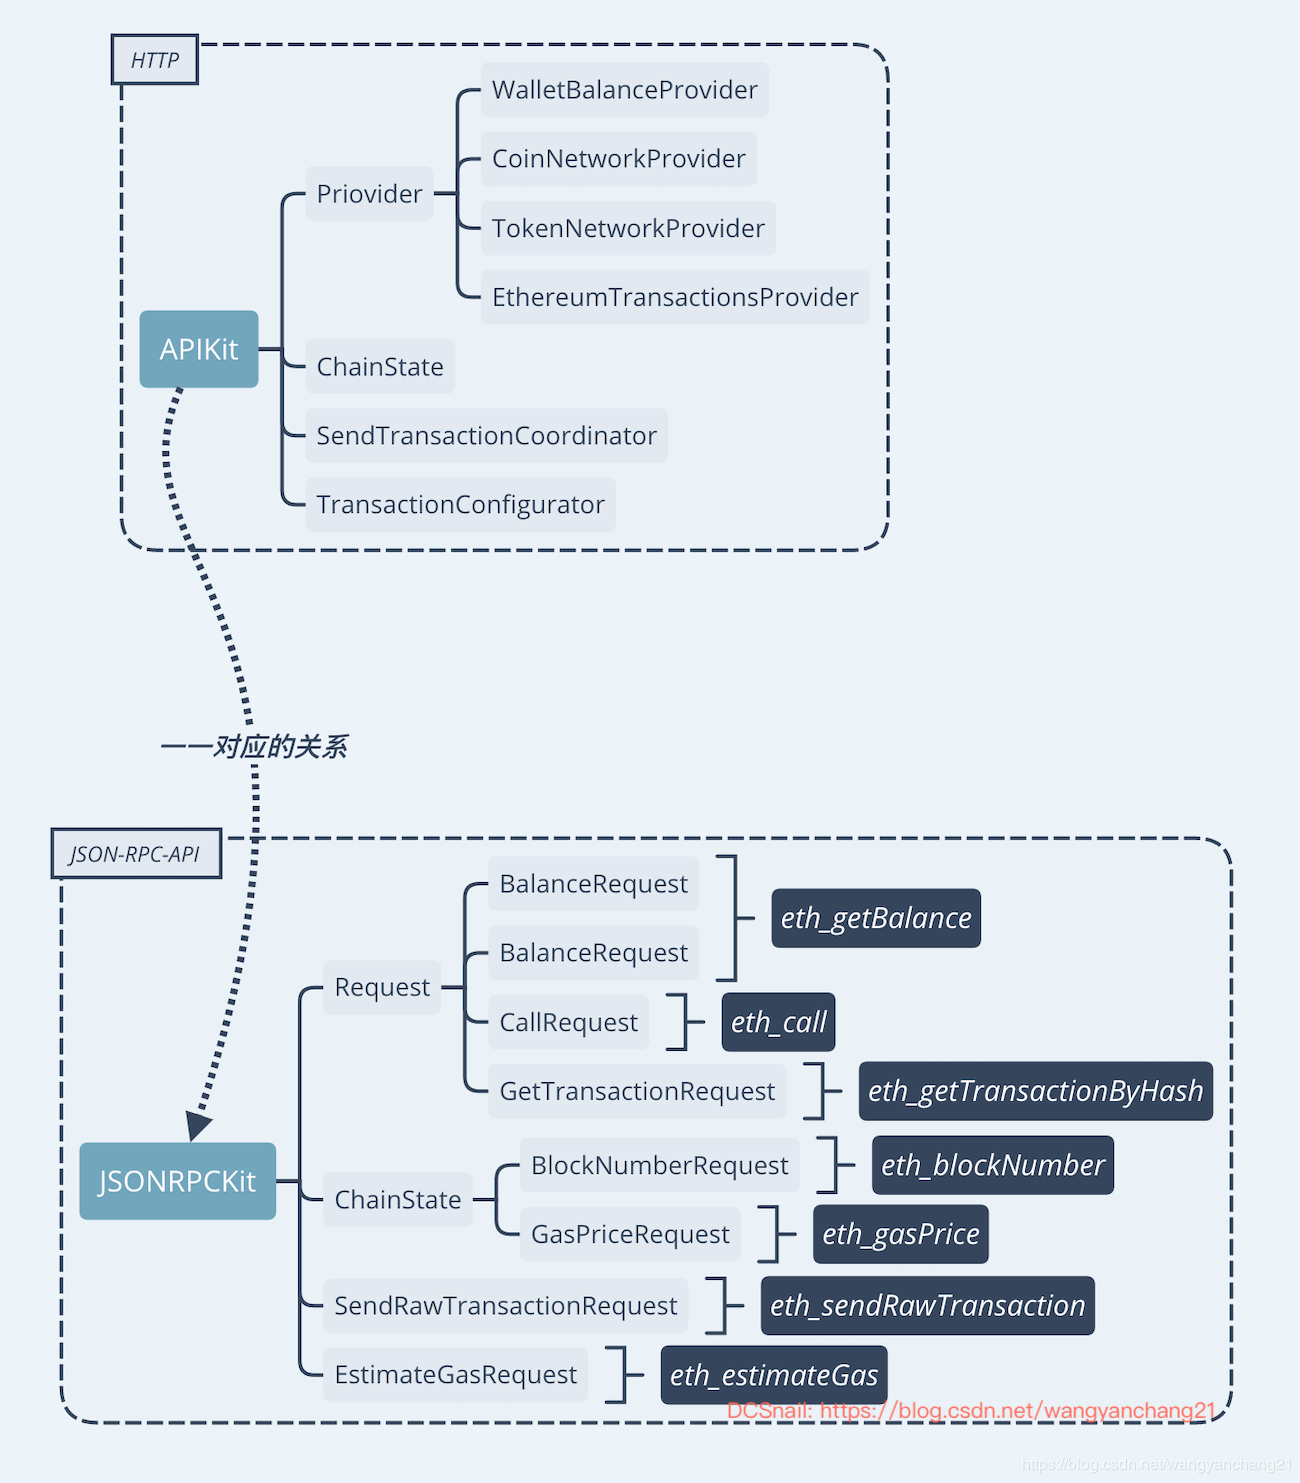 HTTP
WalletBalanceProvider
CoinNetworkProvider
Priovider
TokenNetworkProvider
EthereumTransactionsProvider
APIKit
ChainState
SendTransactionCoordinator
TransactionConfigurator
一一对应的关系
JSON-RPC-API
BalanceRequest
eth_getBalance
BalanceRequest
Request
CallRequest
eth_call
GetTransactionRequest
eth_getTransactionByHash
BlockNumberRequest
eth_blockNumber
JSONRPCKit
ChainState
GasPriceRequest
eth_gasPrice
SendRawTransactionRequest
eth_sendRawTransaction
EstimateGasRequest
eth_estimateGas
DCSnail: https://blog.csdn.net/wangyanchang21
https://blog.csdn.net/wangyanchang21